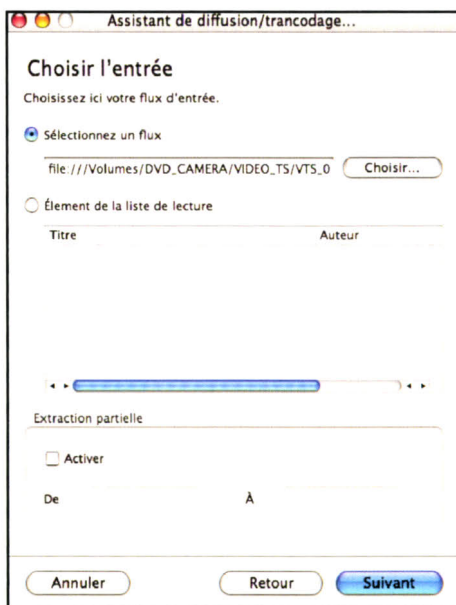 Assistant de diffusion/trancodage...
Choisir l'entrée
Choisissez ici votre flux d'entrée.
Sélectionnez un flux
file:///Volumes/DVD_CAMERA/VIDEO_TS/VTS_0 Choisir...
Élement de la liste de lecture
Titre Auteur
Extraction partielle
Activer
De À
Annuler Retour Suivant